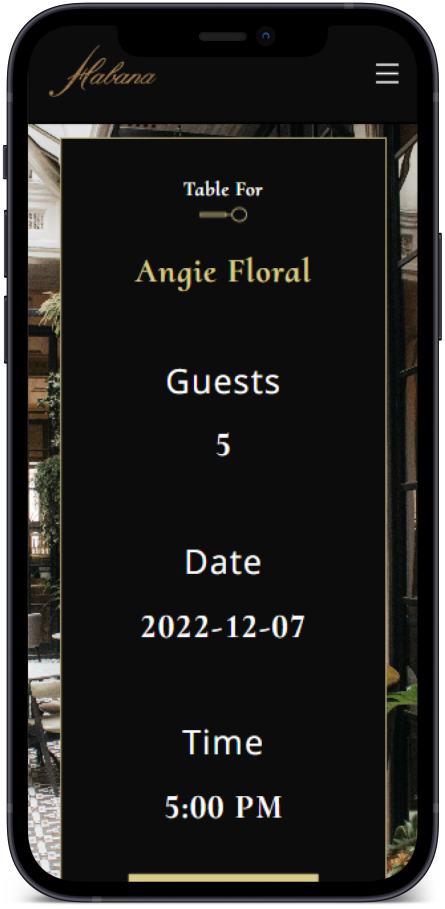 Habana
Table For
Angie Floral
Guests
5
Date
2022-12-07
Time
5:00 PM